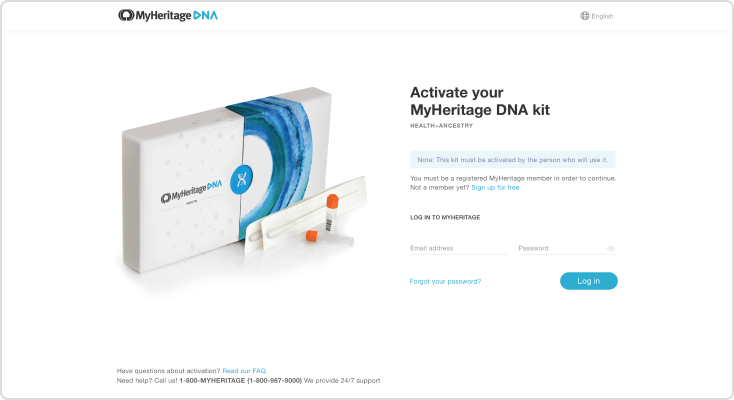 MyHeritage DNA
English
Activate your
MyHeritage DNA kit
HEALTH+ANCESTRY
Note: This kit must be activated by the person who will use it.
You must be a registered MyHeritage member in order to continue.
Not a member yet? Sign up for free
LOG IN TO MYHERITAGE
Email address
Password
Forgot your password?
Log in
MyHeritage DNA
HEALTH
Have questions about activation? Read our FAQ.
Need help? Call us! 1-800-MYHERITAGE (1-800-987-9000) We provide 24/7 support